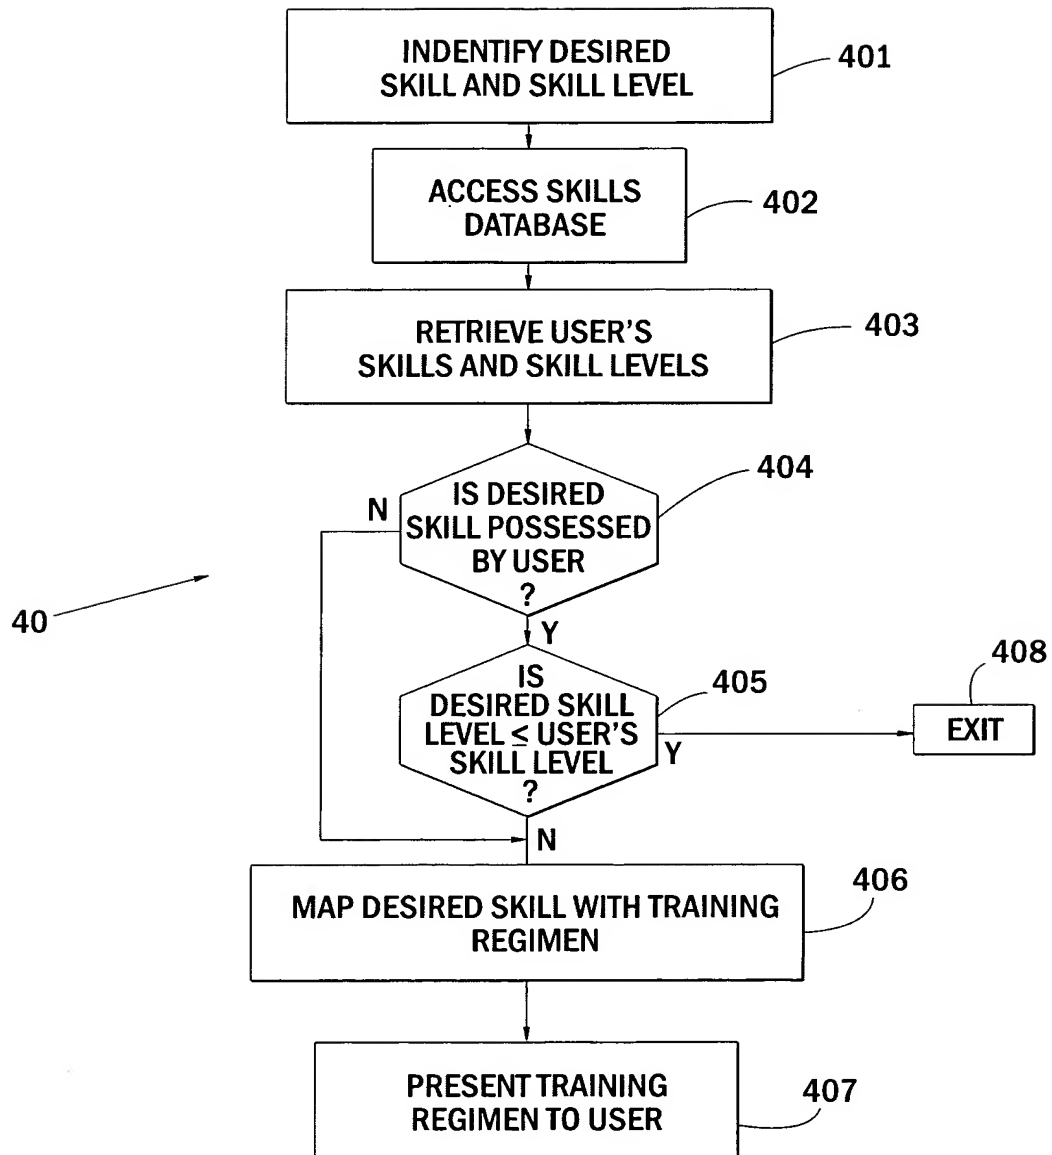 INDENTIFY DESIRED
SKILL AND SKILL LEVEL
401
ACCESS SKILLS
DATABASE
402
RETRIEVE USER'S
SKILLS AND SKILL LEVELS
403
IS DESIRED
SKILL POSSESSED
BY USER
?
404
N
Y
40
IS
DESIRED SKILL
LEVEL ≤ USER'S
SKILL LEVEL
?
405
Y
408
EXIT
N
MAP DESIRED SKILL WITH TRAINING
REGIMEN
406
PRESENT TRAINING
REGIMEN TO USER
407